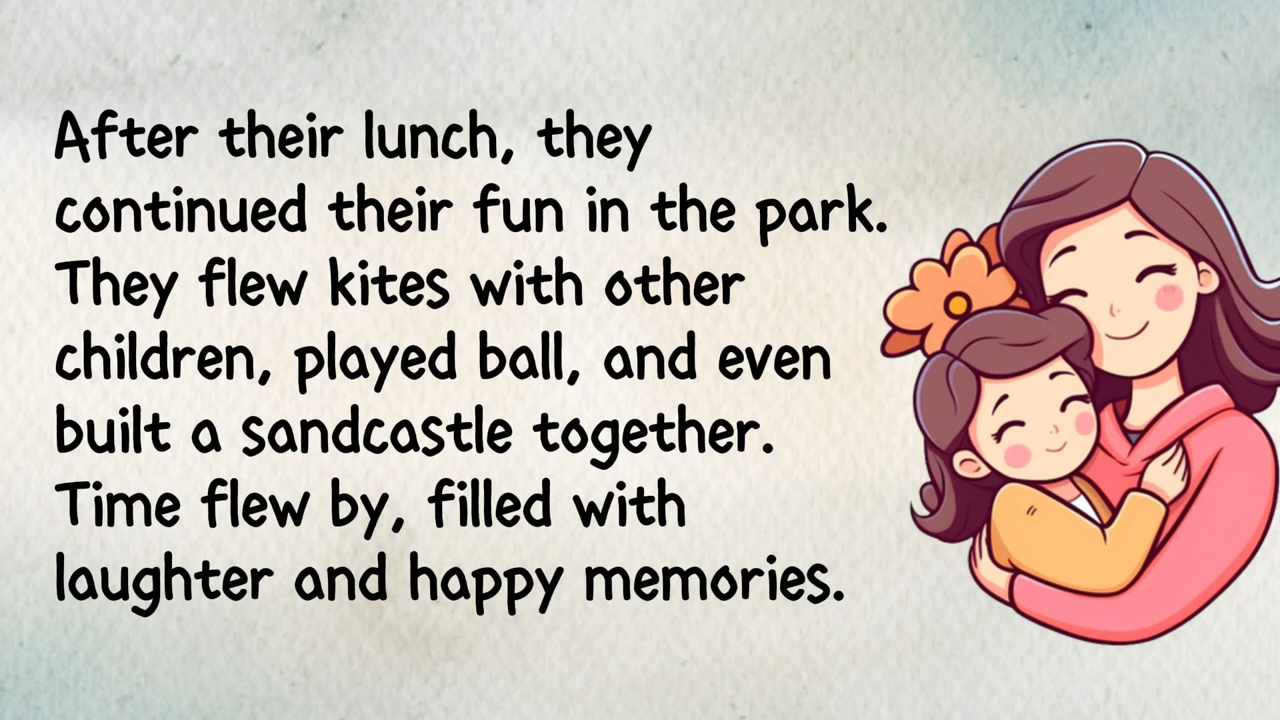 After their lunch, they
continued their fun in the park.
They flew kites with other
children, played ball, and even
built a sandcastle together.
Time flew by, filled with
laughter and happy memories.